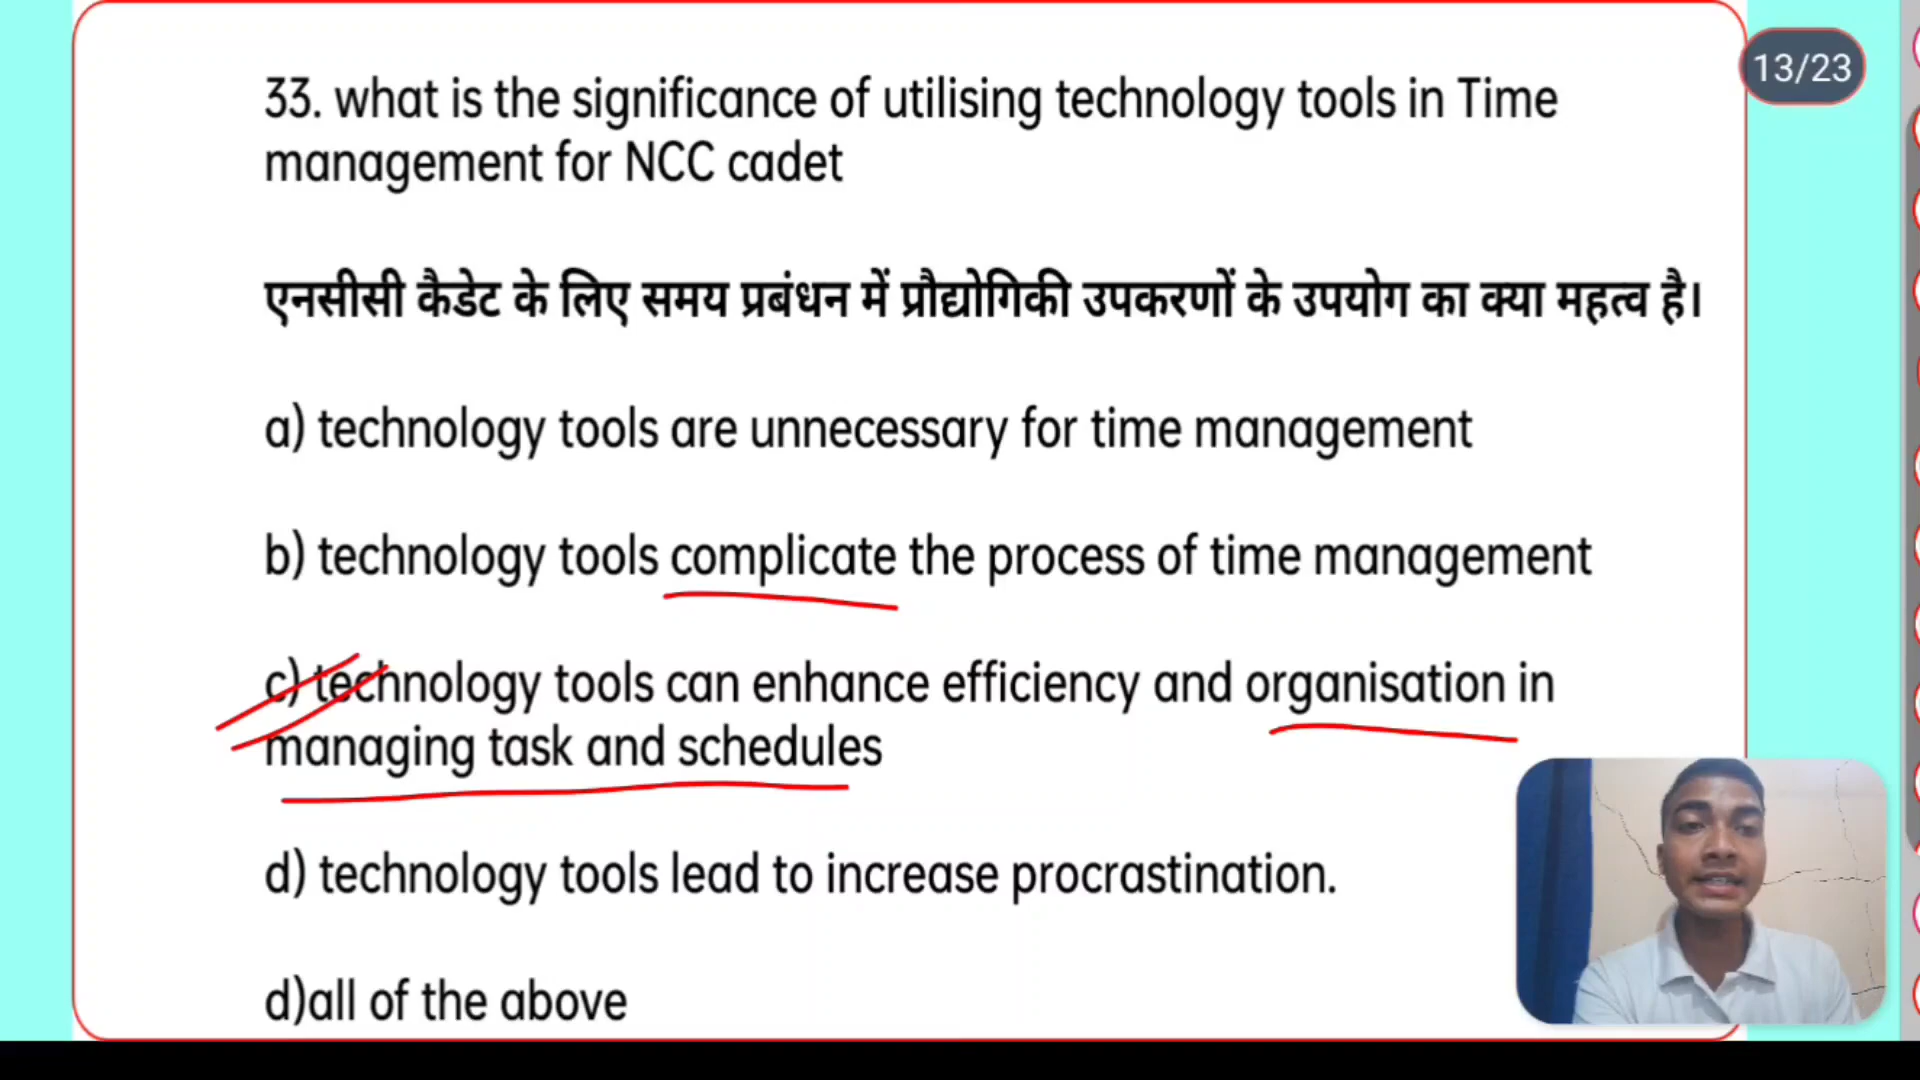 13/23
33. what is the significance of utilising technology tools in Time
management for NCC cadet
एनसीसी कैडेट के लिए समय प्रबंधन में प्रौद्योगिकी उपकरणों के उपयोग का क्या महत्व है।
a) technology tools are unnecessary for time management
b) technology tools complicate the process of time management
c) technology tools can enhance efficiency and organisation in
managing task and schedules
d) technology tools lead to increase procrastination.
d)all of the above